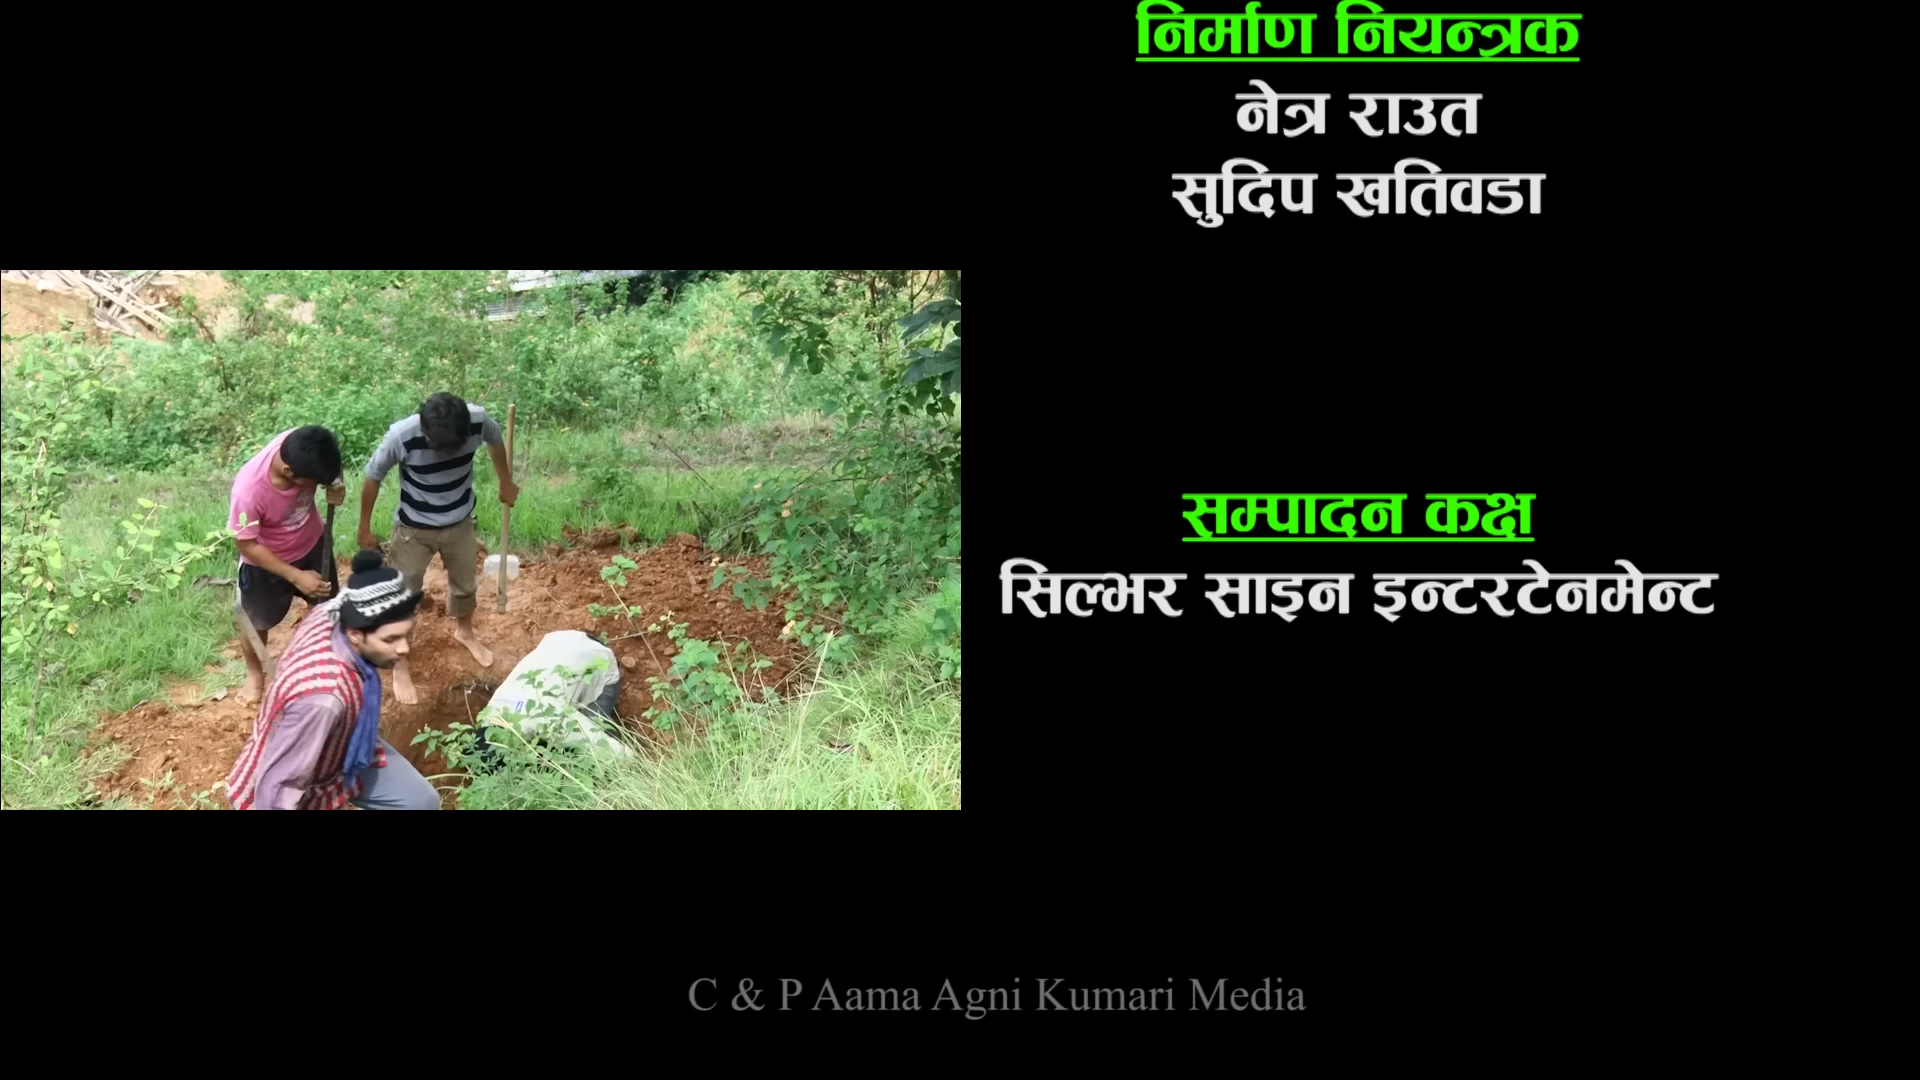 निर्माण नियन्त्रक
नेत्र राउत
सुदिप खतिवडा
सम्पादन कक्ष
सिल्भर साइन इन्टरटेनमेन्ट
C & P Aama Agni Kumari Media